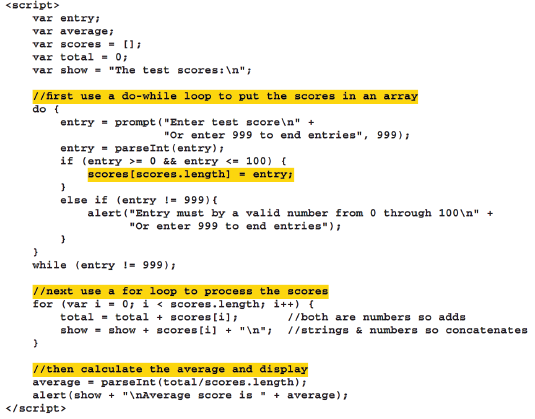 <script>
var entry;
var average;
var scores = [];
var total = 0;
var show = "The test scores:\n";
//first use a do-while loop to put the scores in an array
do {
entry = prompt("Enter test score\n" +
"Or enter 999 to end entries", 999);
entry = parseInt(entry);
if (entry >= 0 && entry <= 100) {
scores[scores.length] = entry;
}
else if (entry != 999){
alert("Entry must by a valid number from 0 through 100\n" +
"Or enter 999 to end entries");
}
}
while (entry != 999);
//next use a for loop to process the scores
for (var i = 0; i < scores.length; i++) {
total = total + scores[i]; //both are numbers so adds
show = show + scores[i] + "\n"; //strings & numbers so concatenates
}
//then calculate the average and display
average = parseInt(total/scores.length);
alert(show + "\nAverage score is " + average);
</script>